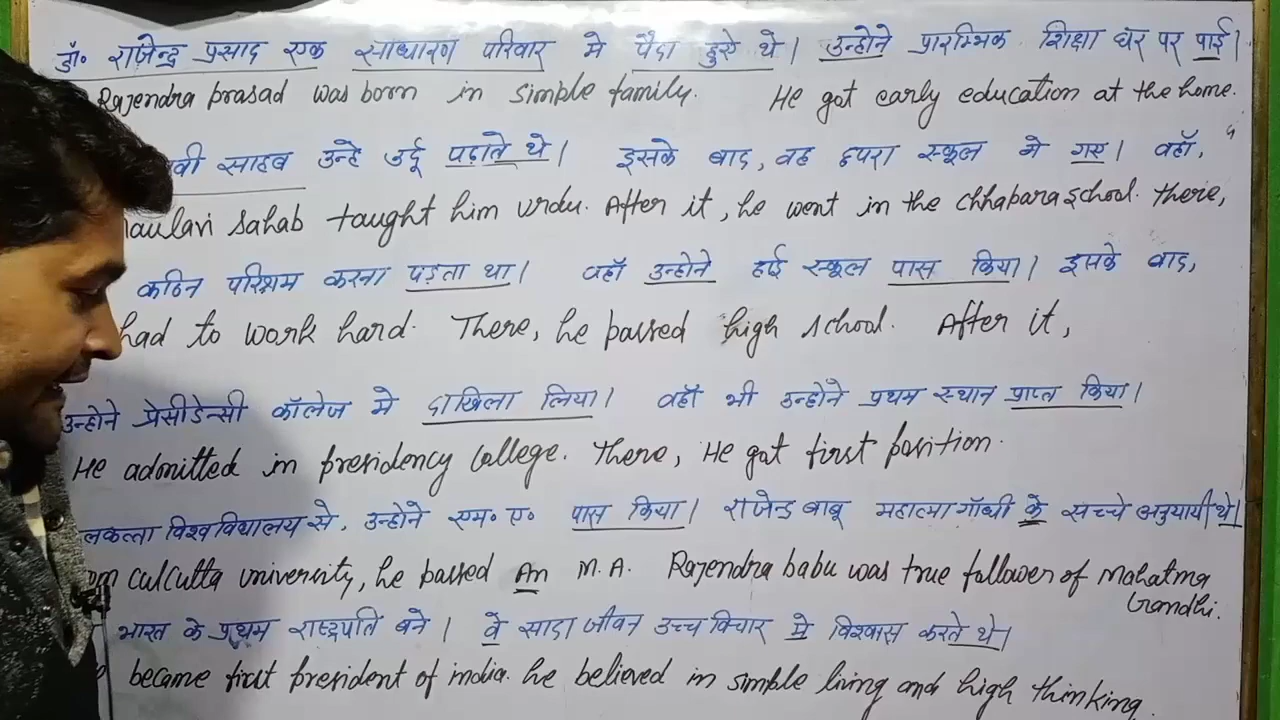 डॉ० राजेन्द्र प्रसाद एक साधारण परिवार मे पैदा हुऐ थे। उन्होने प्रारम्भिक शिक्षा घर पर पाई।
Rajendra prasad was born in simple family. He got early education at the home.
साहब उन्हे उर्दू पढ़ाते थे। इसके बाद, वह छपरा स्कूल मे गए। वहाँ,
Sahab taught him urdu. After it, he went in the chhabara school. There,
कठिन परिश्रम करना पड़ता था। वहाँ उन्होने हाई स्कूल पास किया। इसके बाद,
had to work hard. There, he passed high school. After it,
उन्होने प्रेसीडेन्सी कॉलेज मे दाखिला लिया। वहाँ भी उन्होंने प्रथम स्थान प्राप्त किया।
He admitted in presidency college. There, He got first position.
विश्वविद्यालय से, उन्होने एम० ए० पास किया। राजेन्द्र बाबू महात्मा गाँधी के सच्चे अनुयायी थे।
culcutta university, he passed An M.A. Rajendra babu was true follower of Mahatma
Gandhi.
भारत के प्रथम राष्ट्रपति बने। वे सादा जीवन उच्च विचार मे विश्वास करते थे।
became first president of india. he believed in simple living and high thinking.